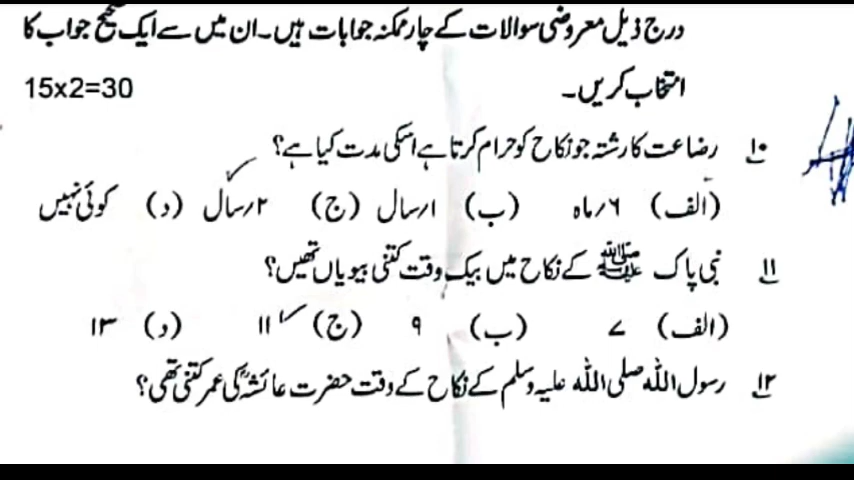 درج ذیل معروضی سوالات کے چار ممکنہ جوابات ہیں۔ ان میں سے ایک صحیح جواب کا
انتخاب کریں۔ 15x2=30
۱۰ رضاعت کا رشتہ جو نکاح کو حرام کرتا ہے اسکی مدت کیا ہے؟
(الف) ۶؍ماہ (ب) ۱؍سال (ج) ۲؍سال (د) کوئی نہیں
۱۱ نبی پاک ﷺ کے نکاح میں بیک وقت کتنی بیویاں تھیں؟
(الف) ۷ (ب) ۹ (ج) ۱۱ (د) ۱۳
۱۲ رسول اللہ صلی اللہ علیہ وسلم کے نکاح کے وقت حضرت عائشہؓ کی عمر کتنی تھی؟